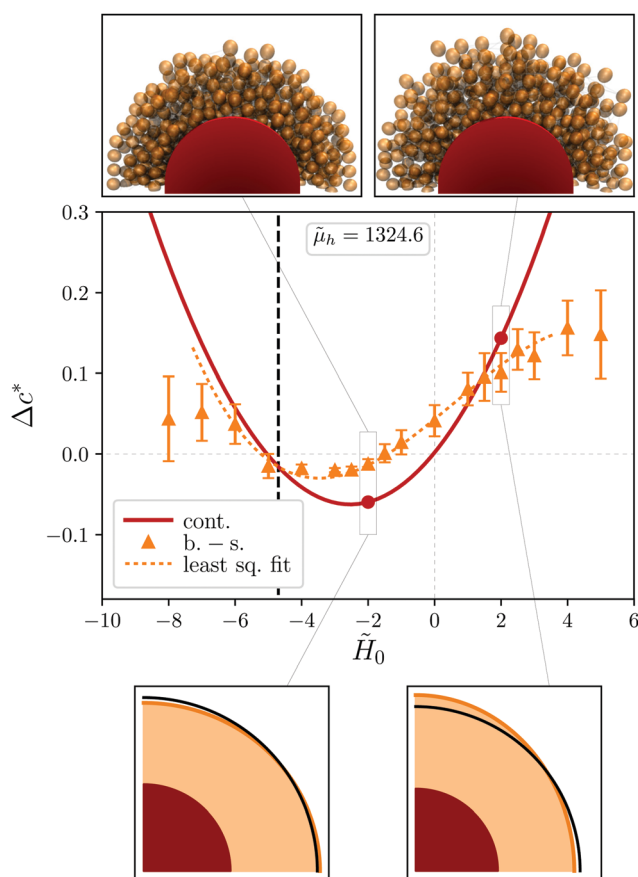 0.3
μ̃_h = 1324.6
0.2
0.1
Δc*
0.0
−0.1
cont.
b. – s.
least sq. fit
−10 −8 −6 −4 −2 0 2 4 6
H̃_0